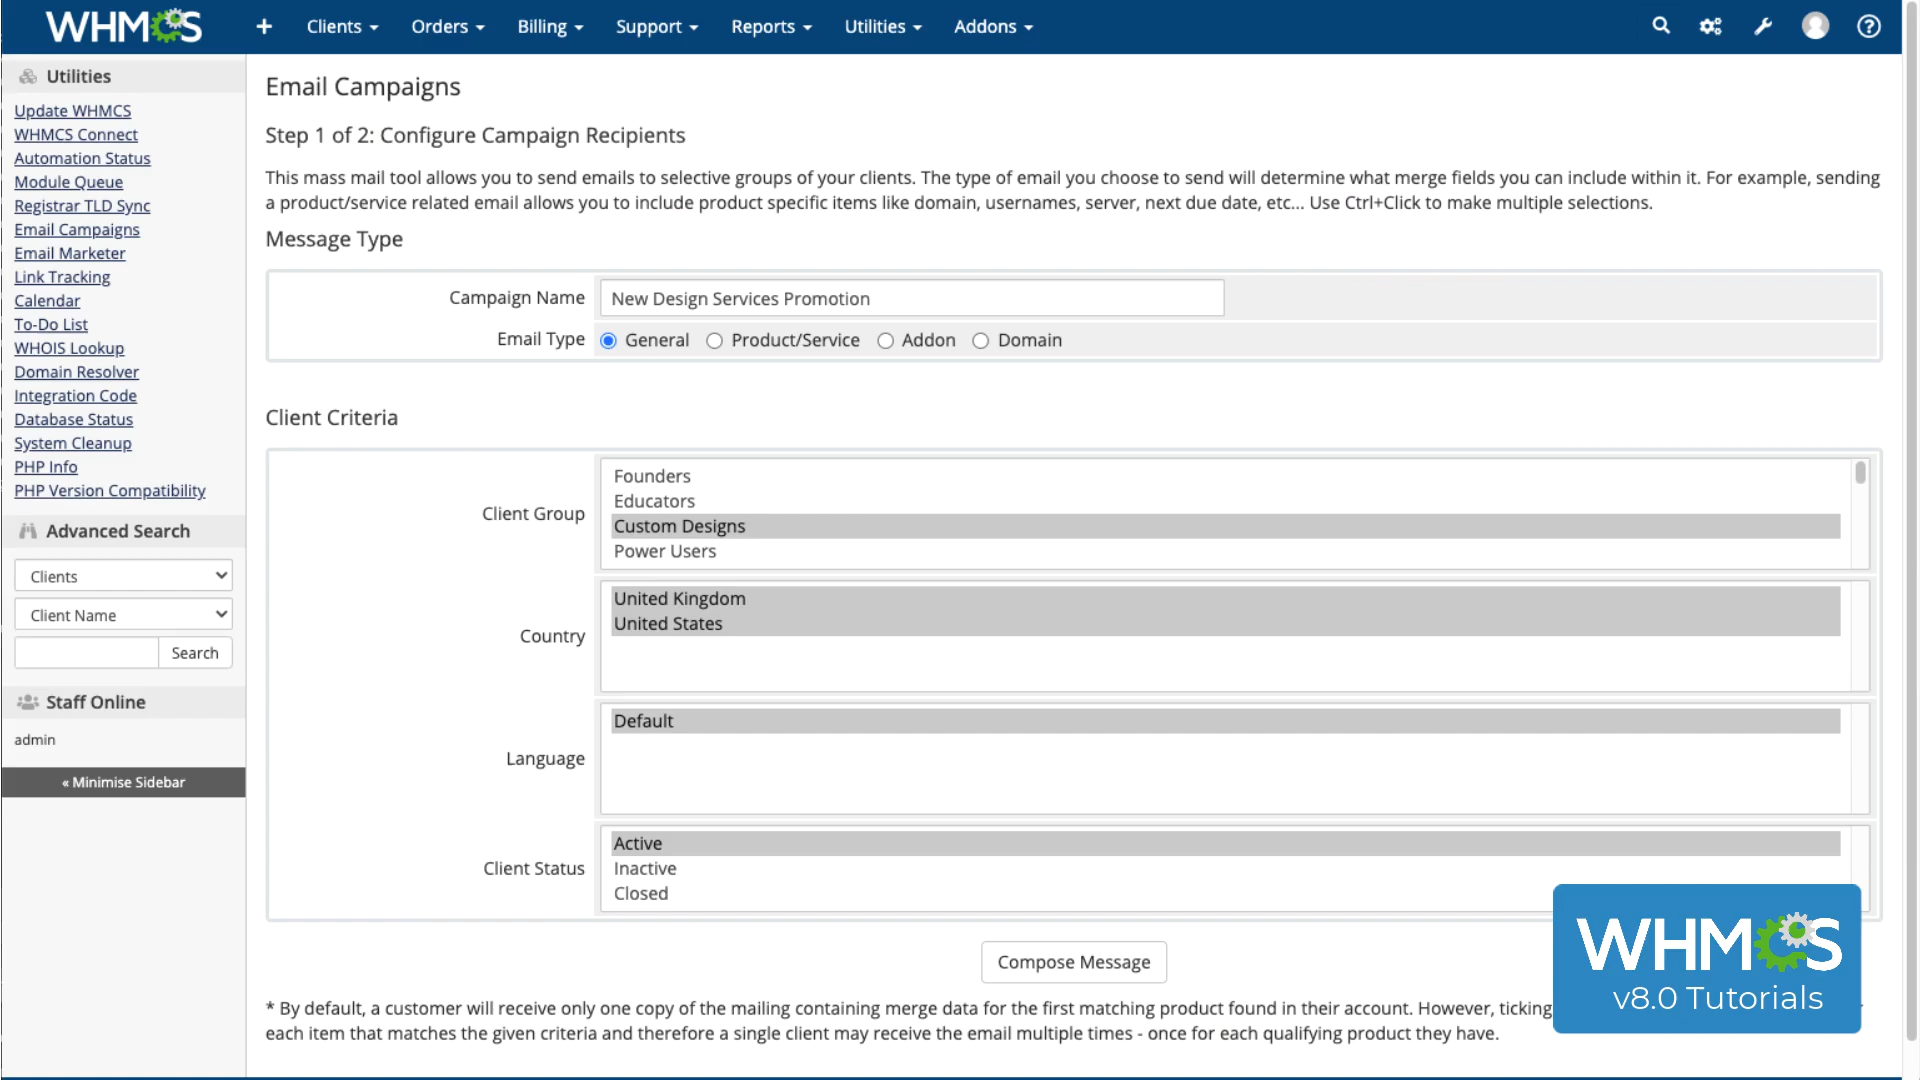 WHMCS
+ Clients Orders Billing Support Reports Utilities Addons
Utilities
Update WHMCS
WHMCS Connect
Automation Status
Module Queue
Registrar TLD Sync
Email Campaigns
Email Marketer
Link Tracking
Calendar
To-Do List
WHOIS Lookup
Domain Resolver
Integration Code
Database Status
System Cleanup
PHP Info
PHP Version Compatibility
Advanced Search
Clients
Client Name
Search
Staff Online
admin
« Minimise Sidebar
Email Campaigns
Step 1 of 2: Configure Campaign Recipients
This mass mail tool allows you to send emails to selective groups of your clients. The type of email you choose to send will determine what merge fields you can include within it. For example, sending
a product/service related email allows you to include product specific items like domain, usernames, server, next due date, etc... Use Ctrl+Click to make multiple selections.
Message Type
Campaign Name New Design Services Promotion
Email Type General Product/Service Addon Domain
Client Criteria
Client Group
Founders
Educators
Custom Designs
Power Users
Country
United Kingdom
United States
Language
Default
Client Status
Active
Inactive
Closed
Compose Message
* By default, a customer will receive only one copy of the mailing containing merge data for the first matching product found in their account. However, ticking
each item that matches the given criteria and therefore a single client may receive the email multiple times - once for each qualifying product they have.
WHMCS
v8.0 Tutorials